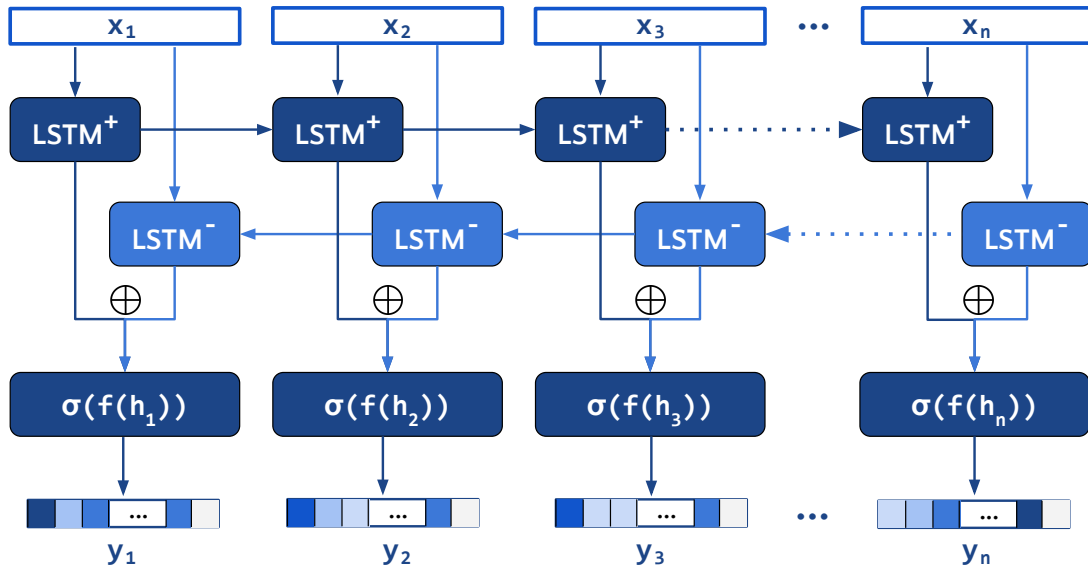 x₁ x₂ x₃ ... xₙ
LSTM⁺ LSTM⁺ LSTM⁺ LSTM⁺
LSTM⁻ LSTM⁻ LSTM⁻ LSTM⁻
⊕ ⊕ ⊕ ⊕
σ(f(h₁)) σ(f(h₂)) σ(f(h₃)) σ(f(hₙ))
... ... ... ... ...
y₁ y₂ y₃ yₙ